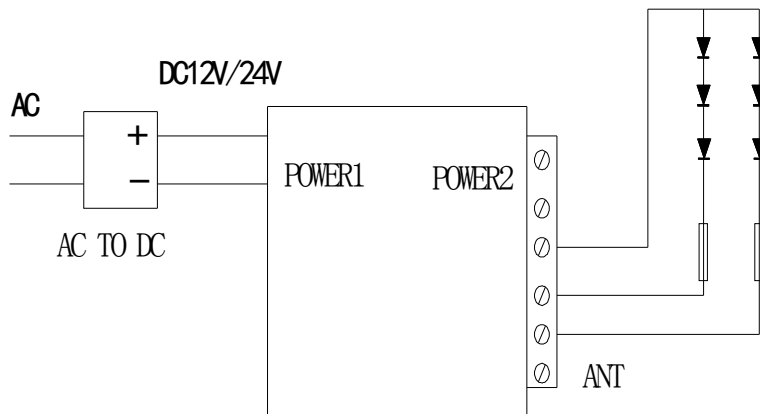 DC12V/24V
AC
+
POWER1
POWER2
−
AC TO DC
ANT